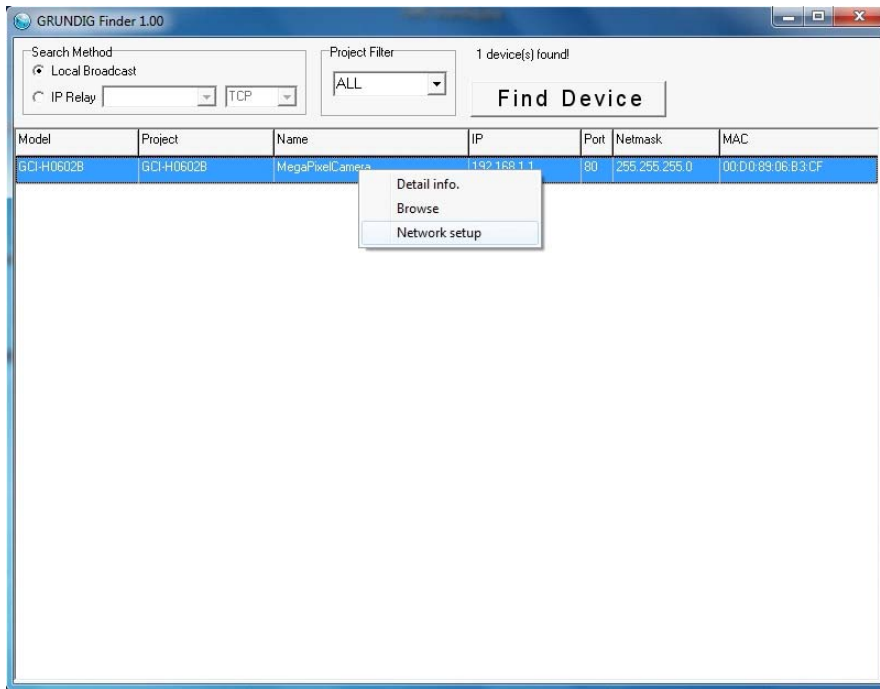 GRUNDIG Finder 1.00
Search Method
Local Broadcast
IP Relay TCP
Project Filter
ALL
1 device(s) found!
Find Device
Model Project Name IP Port Netmask MAC
GCI-H0602B GCI-H0602B MegaPixelCamera 192.168.1.1 80 255.255.255.0 00:D0:89:06:B3:CF
Detail info.
Browse
Network setup